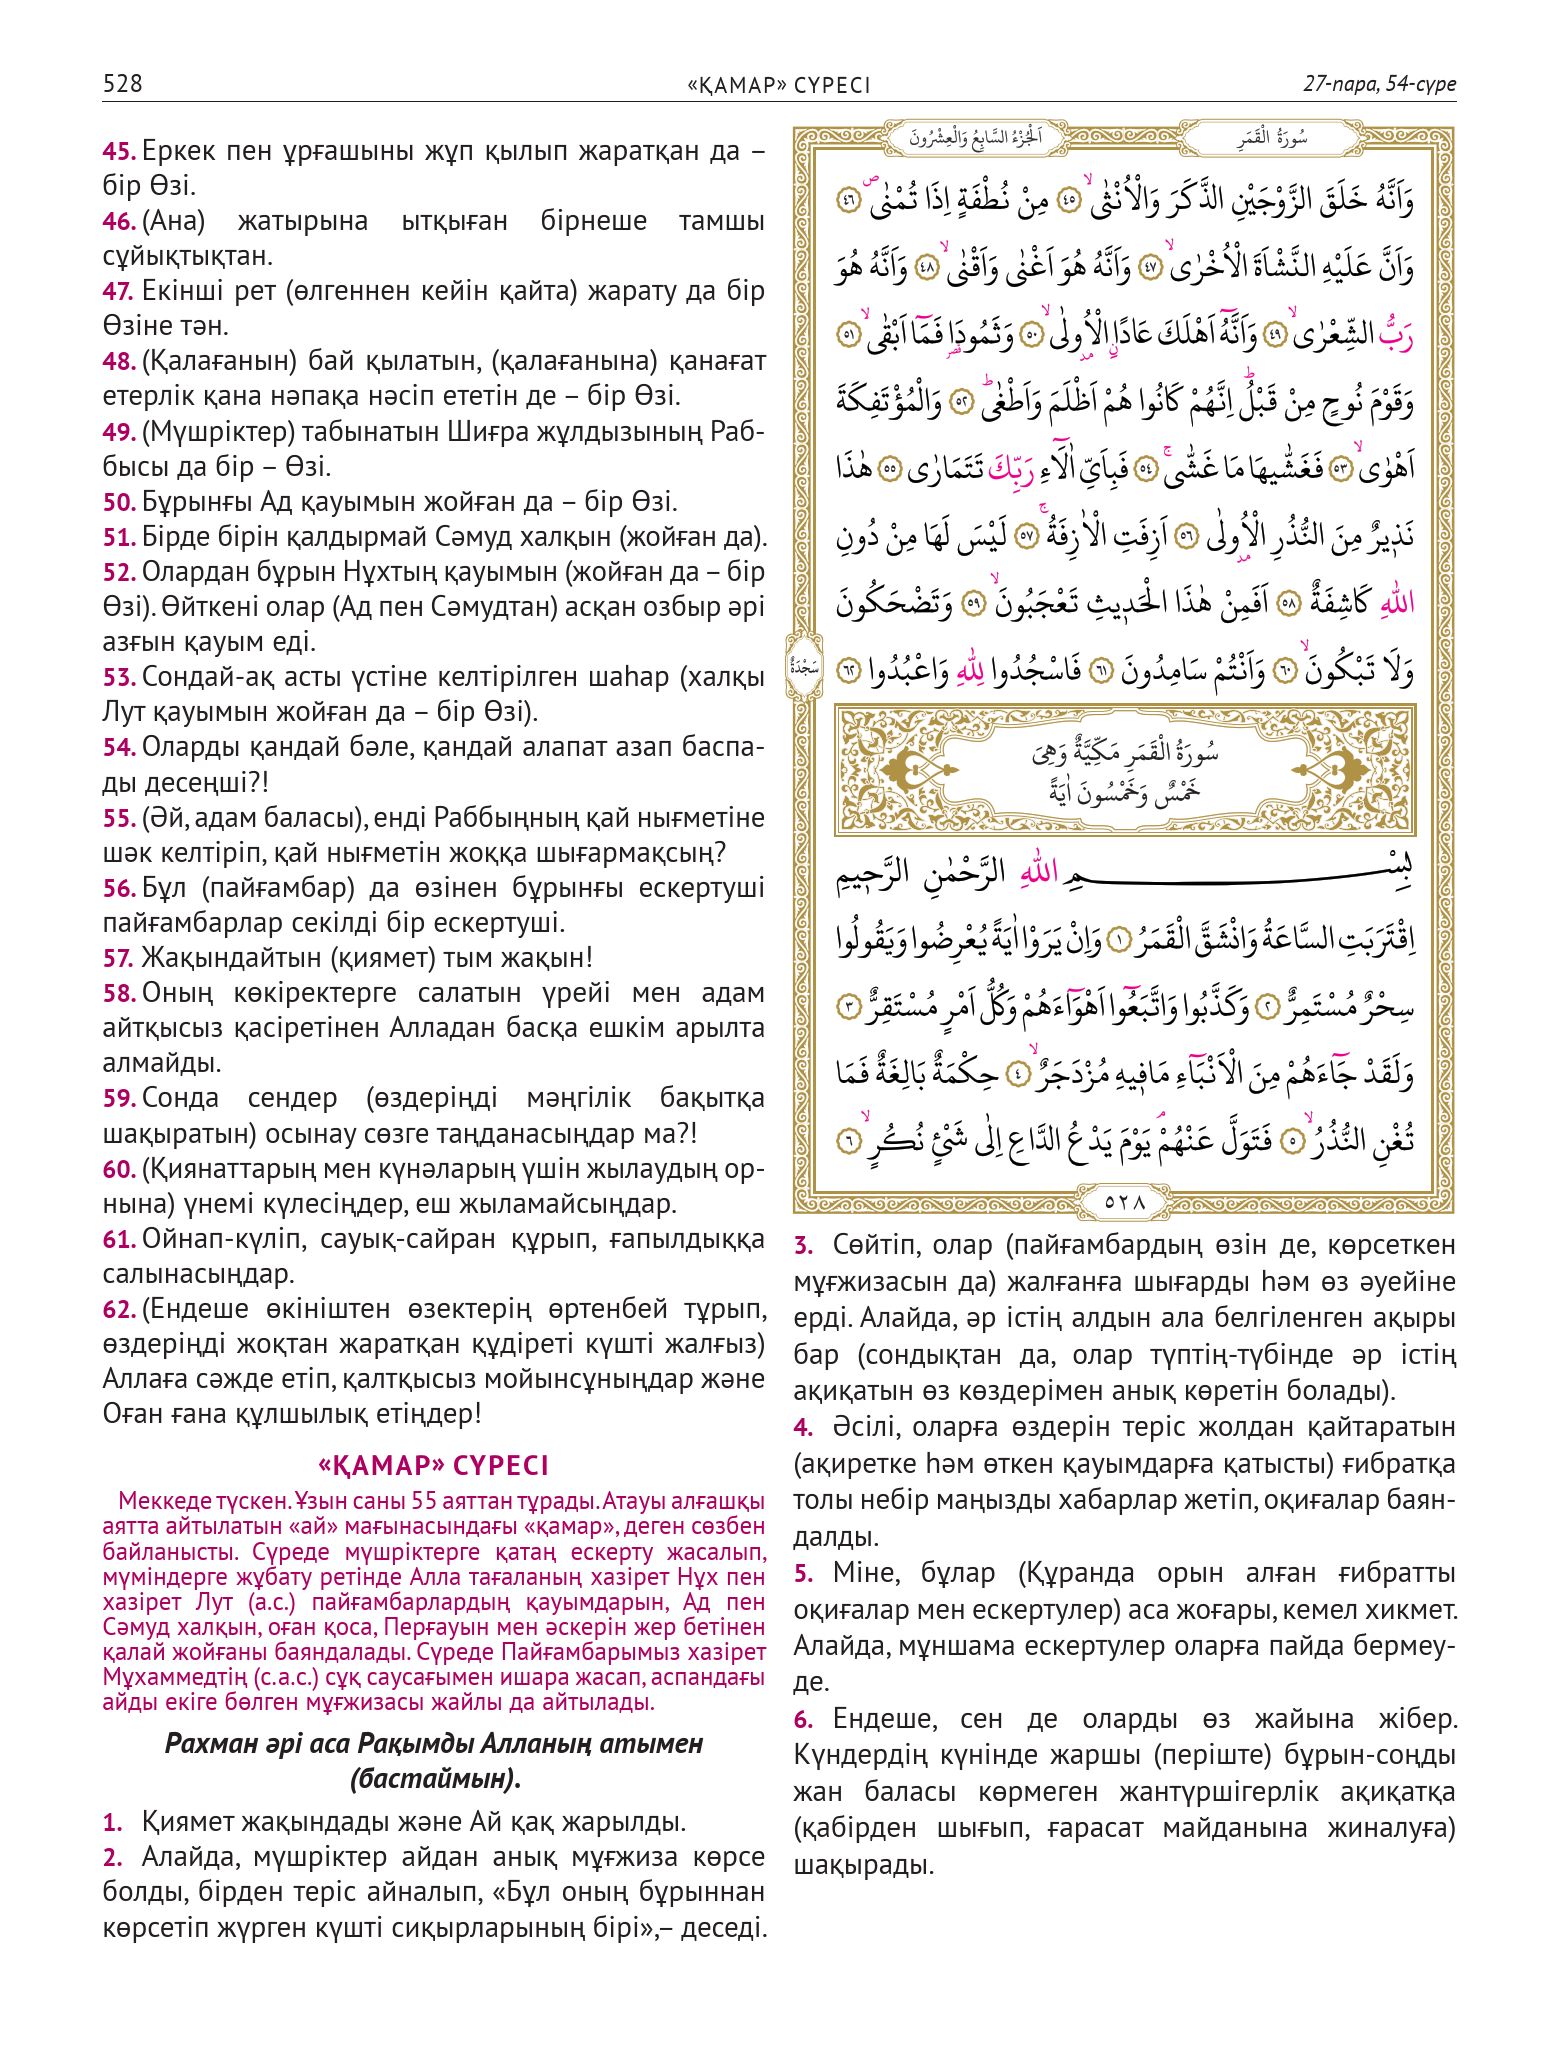 528
«ҚАМАР» СҮРЕСІ
27-пара, 54-сүре
45. Еркек пен ұрғашыны жұп қылып жаратқан да –
бір Өзі.
46. (Ана) жатырына ытқыған бірнеше тамшы
сұйықтықтан.
47. Екінші рет (өлгеннен кейін қайта) жарату да бір
Өзіне тән.
48. (Қалағанын) бай қылатын, (қалағанына) қанағат
етерлік қана нәпақа нәсіп ететін де – бір Өзі.
49. (Мүшріктер) табынатын Шиғра жұлдызының Раб-
бысы да бір – Өзі.
50. Бұрынғы Ад қауымын жойған да – бір Өзі.
51. Бірде бірін қалдырмай Сәмуд халқын (жойған да).
52. Олардан бұрын Нұхтың қауымын (жойған да – бір
Өзі). Өйткені олар (Ад пен Сәмудтан) асқан озбыр әрі
азғын қауым еді.
53. Сондай-ақ асты үстіне келтірілген шаһар (халқы
Лут қауымын жойған да – бір Өзі).
54. Оларды қандай бәле, қандай алапат азап баспа-
ды десеңші?!
55. (Әй, адам баласы), енді Раббыңның қай нығметіне
шәк келтіріп, қай нығметін жоққа шығармақсың?
56. Бұл (пайғамбар) да өзінен бұрынғы ескертуші
пайғамбарлар секілді бір ескертуші.
57. Жақындайтын (қиямет) тым жақын!
58. Оның көкіректерге салатын үрейі мен адам
айтқысыз қасіретінен Алладан басқа ешкім арылта
алмайды.
59. Сонда сендер (өздеріңді мәңгілік бақытқа
шақыратын) осынау сөзге таңданасыңдар ма?!
60. (Қиянаттарың мен күнәларың үшін жылаудың ор-
нына) үнемі күлесіңдер, еш жыламайсыңдар.
61. Ойнап-күліп, сауық-сайран құрып, ғапылдыққа
салынасыңдар.
62. (Ендеше өкініштен өзектерің өртенбей тұрып,
өздеріңді жоқтан жаратқан құдіреті күшті жалғыз)
Аллаға сәжде етіп, қалтқысыз мойынсұныңдар және
Оған ғана құлшылық етіңдер!
«ҚАМАР» СҮРЕСІ
Меккеде түскен. Ұзын саны 55 аяттан тұрады. Атауы алғашқы
аятта айтылатын «ай» мағынасындағы «қамар», деген сөзбен
байланысты. Сүреде мүшріктерге қатаң ескерту жасалып,
мүміндерге жұбату ретінде Алла тағаланың хазірет Нұх пен
хазірет Лут (а.с.) пайғамбарлардың қауымдарын, Ад пен
Сәмуд халқын, оған қоса, Перғауын мен әскерін жер бетінен
қалай жойғаны баяндалады. Сүреде Пайғамбарымыз хазірет
Мұхаммедтің (с.а.с.) сұқ саусағымен ишара жасап, аспандағы
айды екіге бөлген мұғжизасы жайлы да айтылады.
Рахман әрі аса Рақымды Алланың атымен
(бастаймын).
1. Қиямет жақындады және Ай қақ жарылды.
2. Алайда, мүшріктер айдан анық мұғжиза көрсе
болды, бірден теріс айналып, «Бұл оның бұрыннан
көрсетіп жүрген күшті сиқырларының бірі»,– деседі.
سُورَةُ الْقَمَرِ
اَلْجُزْءُ السَّابِعُ وَالْعِشْرُونَ
وَاَنَّهُ خَلَقَ الزَّوْجَيْنِ الذَّكَرَ وَالْاُنْثٰىۙ ﴿٤٥﴾ مِنْ نُطْفَةٍ اِذَا تُمْنٰىۖ ﴿٤٦﴾
وَاَنَّ عَلَيْهِ النَّشْاَةَ الْاُخْرٰىۙ ﴿٤٧﴾ وَاَنَّهُ هُوَ اَغْنٰى وَاَقْنٰىۙ ﴿٤٨﴾ وَاَنَّهُ هُوَ
رَبُّ الشِّعْرٰىۙ ﴿٤٩﴾ وَاَنَّهُٓ اَهْلَكَ عَادًاۨ الْاُولٰىۙ ﴿٥٠﴾ وَثَمُودَا۬ فَمَٓا اَبْقٰىۙ ﴿٥١﴾
وَقَوْمَ نُوحٍ مِنْ قَبْلُۜ اِنَّهُمْ كَانُوا هُمْ اَظْلَمَ وَاَطْغٰىۜ ﴿٥٢﴾ وَالْمُؤْتَفِكَةَ
اَهْوٰىۙ ﴿٥٣﴾ فَغَشّٰيهَا مَا غَشّٰىۚ ﴿٥٤﴾ فَبِاَيِّ اٰلَٓاءِ رَبِّكَ تَتَمَارٰى ﴿٥٥﴾ هٰذَا
نَذ۪يرٌ مِنَ النُّذُرِ الْاُو۫لٰى ﴿٥٦﴾ اَزِفَتِ الْاٰزِفَةُۚ ﴿٥٧﴾ لَيْسَ لَهَا مِنْ دُونِ
اللّٰهِ كَاشِفَةٌ ﴿٥٨﴾ اَفَمِنْ هٰذَا الْحَد۪يثِ تَعْجَبُونَۙ ﴿٥٩﴾ وَتَضْحَكُونَ
وَلَا تَبْكُونَۙ ﴿٦٠﴾ وَاَنْتُمْ سَامِدُونَ ﴿٦١﴾ فَاسْجُدُوا لِلّٰهِ وَاعْبُدُوا ﴿٦٢﴾
سَجْدَةٌ
سُورَةُ الْقَمَرِ مَكِّيَّةٌ وَهِيَ
خَمْسٌ وَخَمْسُونَ اٰيَةً
بِسْمِ اللّٰهِ الرَّحْمٰنِ الرَّح۪يمِ
اِقْتَرَبَتِ السَّاعَةُ وَانْشَقَّ الْقَمَرُ ﴿١﴾ وَاِنْ يَرَوْا اٰيَةً يُعْرِضُوا وَيَقُولُوا
سِحْرٌ مُسْتَمِرٌّ ﴿٢﴾ وَكَذَّبُوا وَاتَّبَعُٓوا اَهْوَٓاءَهُمْ وَكُلُّ اَمْرٍ مُسْتَقِرٌّ ﴿٣﴾
وَلَقَدْ جَٓاءَهُمْ مِنَ الْاَنْبَٓاءِ مَا ف۪يهِ مُزْدَجَرٌۙ ﴿٤﴾ حِكْمَةٌ بَالِغَةٌ فَمَا
تُغْنِ النُّذُرُۙ ﴿٥﴾ فَتَوَلَّ عَنْهُمْۢ يَوْمَ يَدْعُ الدَّاعِ اِلٰى شَيْءٍ نُكُرٍۙ ﴿٦﴾
٥٢٨
3. Сөйтіп, олар (пайғамбардың өзін де, көрсеткен
мұғжизасын да) жалғанға шығарды һәм өз әуейіне
ерді. Алайда, әр істің алдын ала белгіленген ақыры
бар (сондықтан да, олар түптің-түбінде әр істің
ақиқатын өз көздерімен анық көретін болады).
4. Әсілі, оларға өздерін теріс жолдан қайтаратын
(ақиретке һәм өткен қауымдарға қатысты) ғибратқа
толы небір маңызды хабарлар жетіп, оқиғалар баян-
далды.
5. Міне, бұлар (Құранда орын алған ғибратты
оқиғалар мен ескертулер) аса жоғары, кемел хикмет.
Алайда, мұншама ескертулер оларға пайда бермеу-
де.
6. Ендеше, сен де оларды өз жайына жібер.
Күндердің күнінде жаршы (періште) бұрын-соңды
жан баласы көрмеген жантүршігерлік ақиқатқа
(қабірден шығып, ғарасат майданына жиналуға)
шақырады.